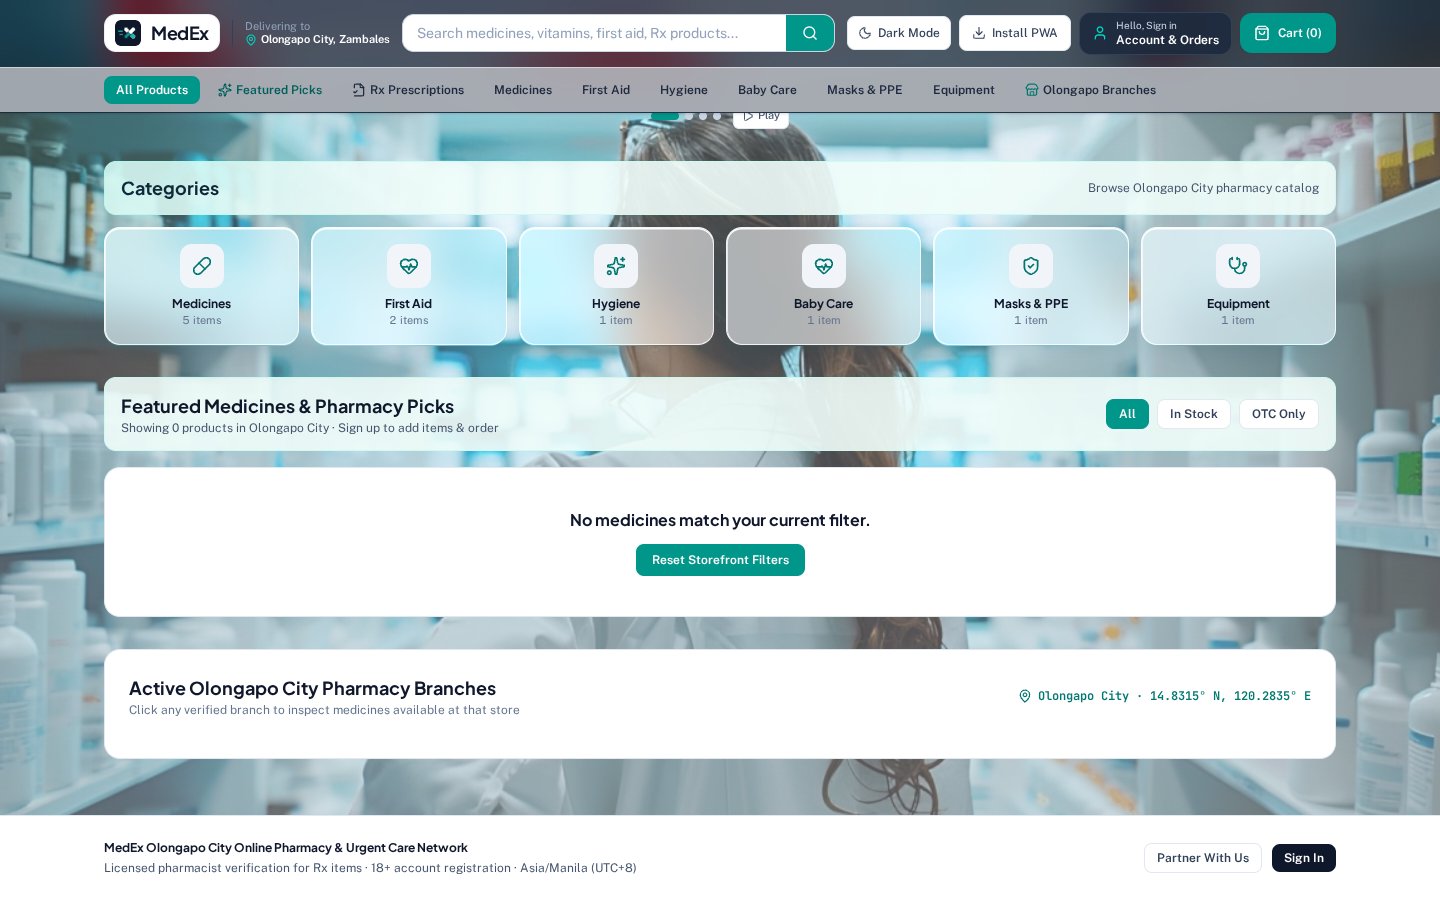 MedEx
Delivering to
Olongapo City, Zambales
Search medicines, vitamins, first aid, Rx products...
Dark Mode
Install PWA
Hello, Sign in
Account & Orders
Cart (0)
All Products
Featured Picks
Rx Prescriptions
Medicines
First Aid
Hygiene
Baby Care
Masks & PPE
Equipment
Olongapo Branches
Play
Categories
Browse Olongapo City pharmacy catalog
Medicines
5 items
First Aid
2 items
Hygiene
1 item
Baby Care
1 item
Masks & PPE
1 item
Equipment
1 item
Featured Medicines & Pharmacy Picks
Showing 0 products in Olongapo City · Sign up to add items & order
All
In Stock
OTC Only
No medicines match your current filter.
Reset Storefront Filters
Active Olongapo City Pharmacy Branches
Click any verified branch to inspect medicines available at that store
Olongapo City · 14.8315° N, 120.2835° E
MedEx Olongapo City Online Pharmacy & Urgent Care Network
Licensed pharmacist verification for Rx items · 18+ account registration · Asia/Manila (UTC+8)
Partner With Us
Sign In